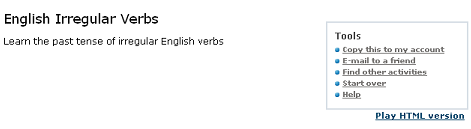 English Irregular Verbs
Learn the past tense of irregular English verbs
Tools
Copy this to my account
E-mail to a friend
Find other activities
Start over
Help
Play HTML version